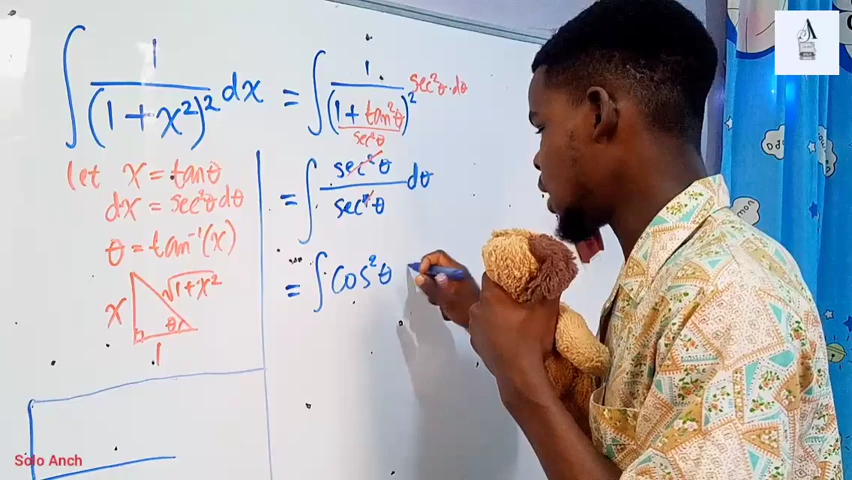 ∫ 1/(1+x²)² dx = ∫ 1/(1+tan²θ)² sec²θ·dθ
sec²θ
let x = tanθ
dx = sec²θ dθ
θ = tan⁻¹(x)
x √1+x² θ
1
= ∫ sec²θ/sec⁴θ dθ
= ∫ cos²θ
Solo Anch